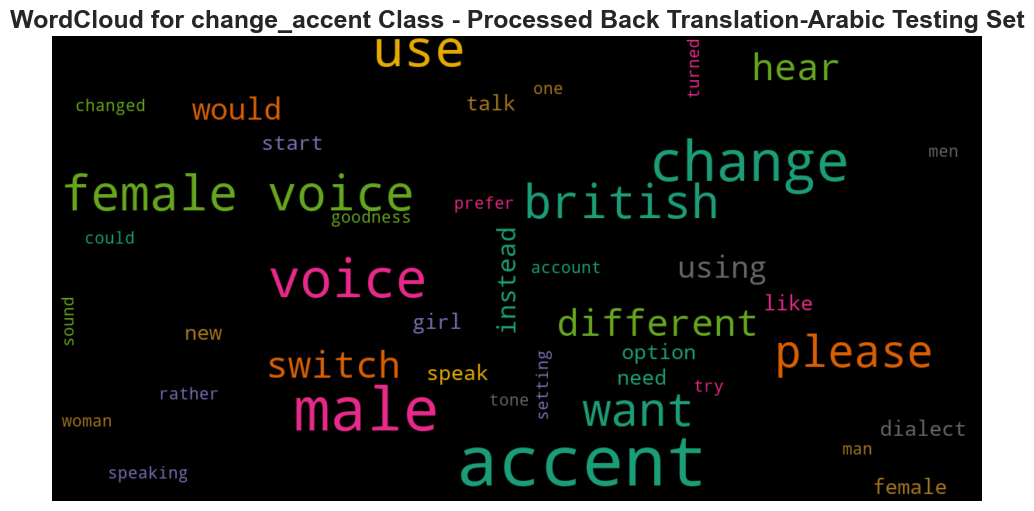 WordCloud for change_accent Class - Processed Back Translation-Arabic Testing Set
use
turned
hear
one
changed
would
talk
start
change
men
female voice
british
prefer
goodness
could
instead
account
using
voice
sound
girl
like
new
different
switch
speak
setting
option
please
need
try
rather
male
tone
want
woman
dialect
man
accent
speaking
female